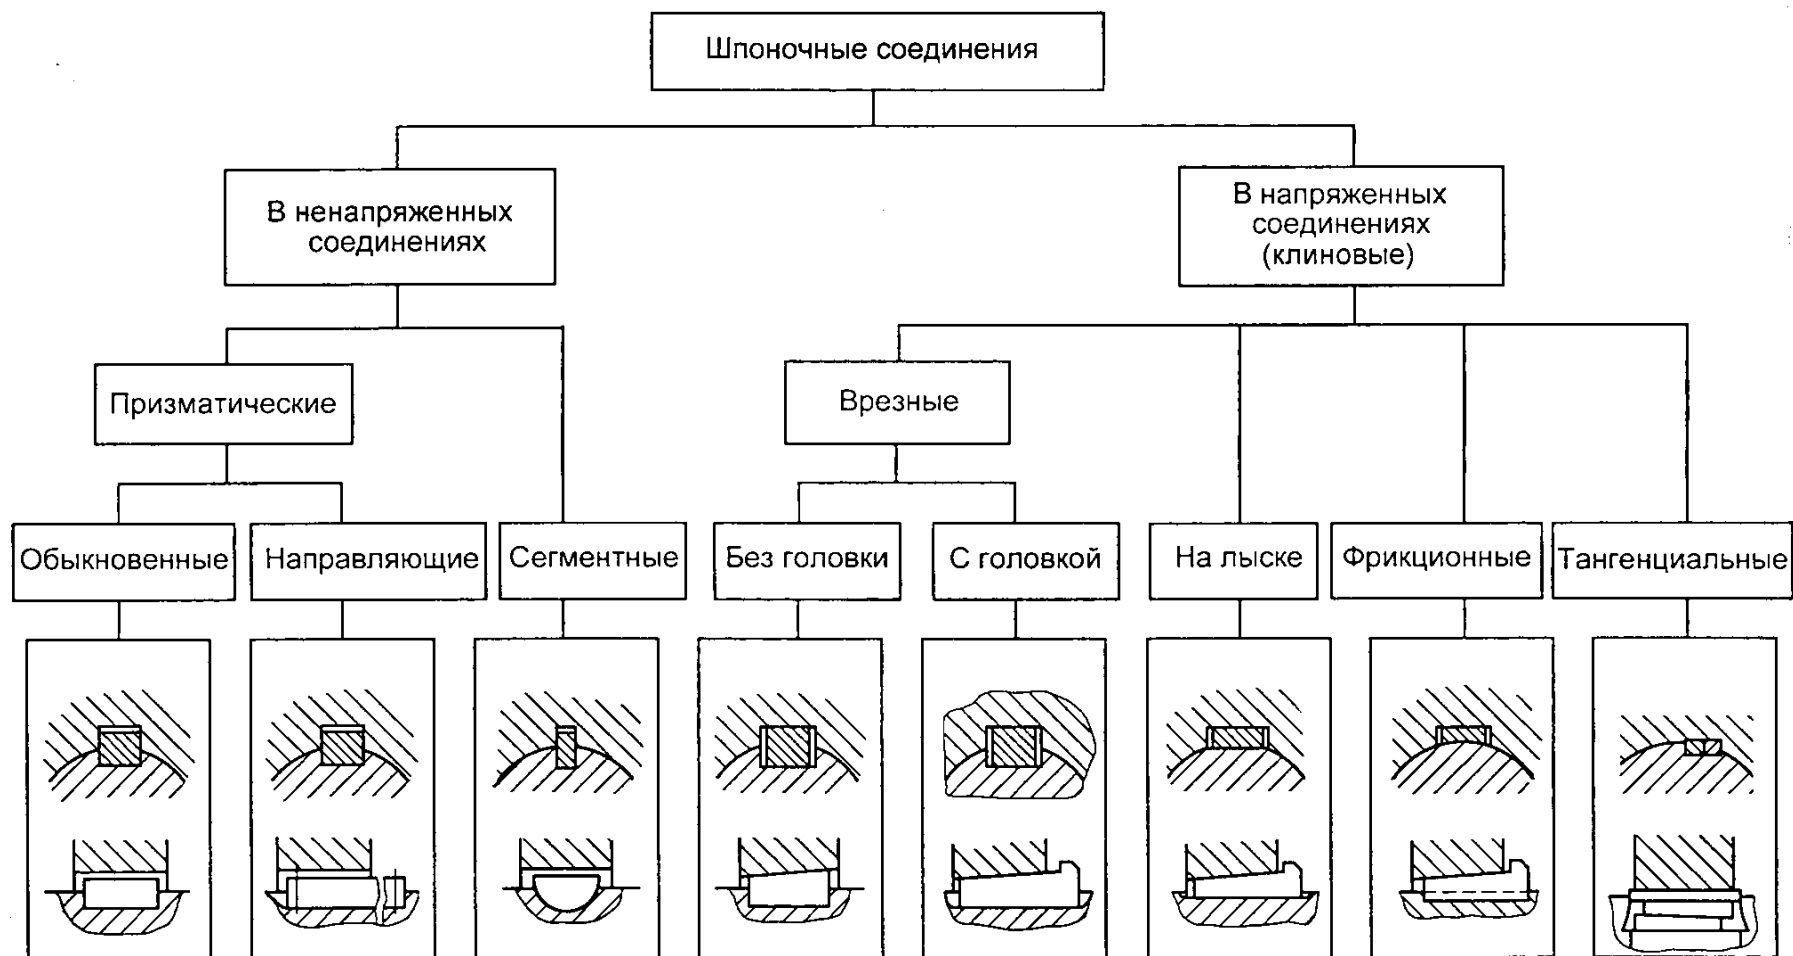 Шпоночные соединения
В ненапряженных
соединениях
В напряженных
соединениях
(клиновые)
Призматические
Врезные
Обыкновенные
Направляющие
Сегментные
Без головки
С головкой
На лыске
Фрикционные
Тангенциальные